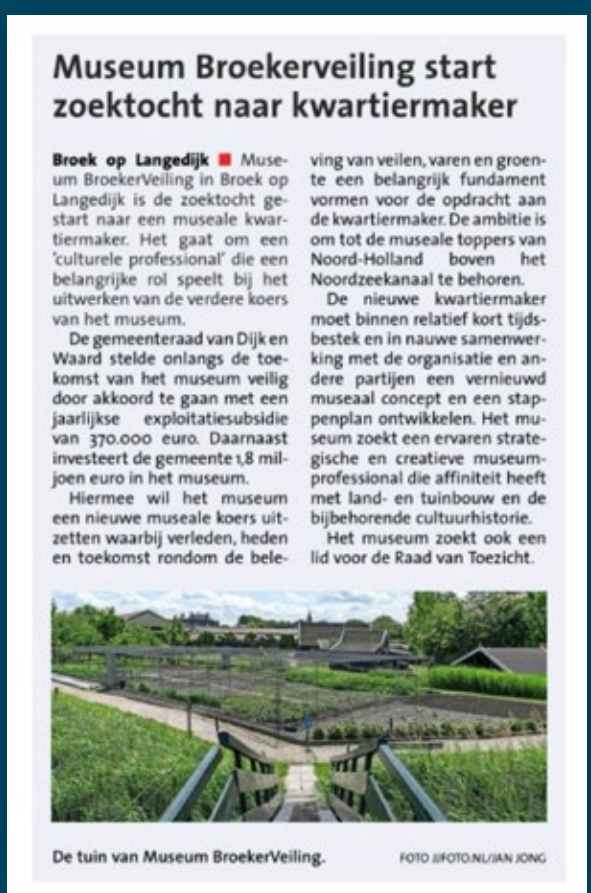 Museum Broekerveiling start
zoektocht naar kwartiermaker
Broek op Langedijk ■ Muse-
um BroekerVeiling in Broek op
Langedijk is de zoektocht ge-
start naar een museale kwar-
tiermaker. Het gaat om een
'culturele professional' die een
belangrijke rol speelt bij het
uitwerken van de verdere koers
van het museum.
De gemeenteraad van Dijk en
Waard stelde onlangs de toe-
komst van het museum veilig
door akkoord te gaan met een
jaarlijkse exploitatiesubsidie
van 370.000 euro. Daarnaast
investeert de gemeente 1,8 mil-
joen euro in het museum.
Hiermee wil het museum
een nieuwe museale koers uit-
zetten waarbij verleden, heden
en toekomst rondom de bele-
ving van veilen, varen en groen-
te een belangrijk fundament
vormen voor de opdracht aan
de kwartiermaker. De ambitie is
om tot de museale toppers van
Noord-Holland boven het
Noordzeekanaal te behoren.
De nieuwe kwartiermaker
moet binnen relatief kort tijds-
bestek en in nauwe samenwer-
king met de organisatie en an-
dere partijen een vernieuwd
museaal concept en een stap-
penplan ontwikkelen. Het mu-
seum zoekt een ervaren strate-
gische en creatieve museum-
professional die affiniteit heeft
met land- en tuinbouw en de
bijbehorende cultuurhistorie.
Het museum zoekt ook een
lid voor de Raad van Toezicht.
De tuin van Museum BroekerVeiling.
FOTO JJFOTO.NL/JAN JONG